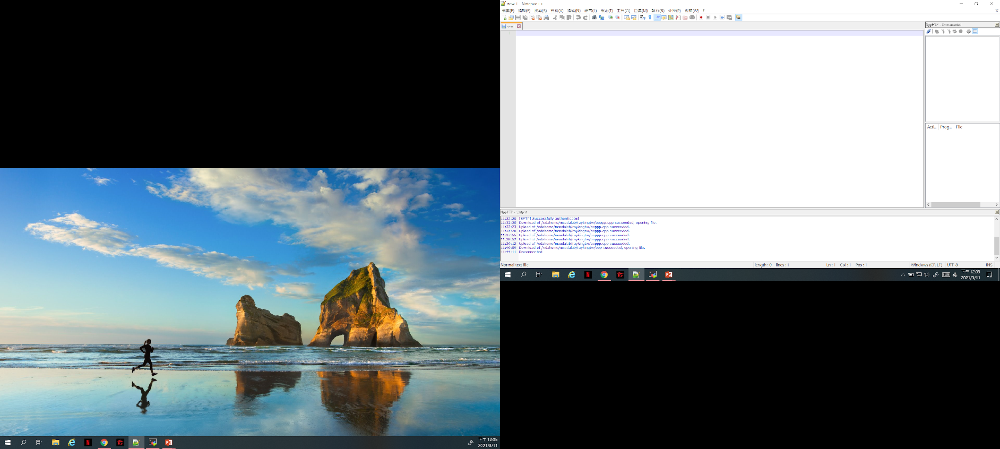 new 1 - Notepad++
檔案(F) 編輯(E) 搜尋(S) 檢視(V) 編碼(N) 語言(L) 設定(T) 工具(O) 巨集(M) 執行(R) 外掛(P) 視窗(W) ? X
new 1
NppFTP - Disconnected
1
Acti... Prog... File
NppFTP - Output
11:32:20 [SFTP] Successfully authenticated
11:32:20 Download of /edahome/msedalab/raykingtw/ooppp.cpp succeeded, opening file.
11:32:23 Upload of /edahome/msedalab/raykingtw/ooppp.cpp succeeded.
11:34:28 Upload of /edahome/msedalab/raykingtw/ooppp.cpp succeeded.
11:37:55 Upload of /edahome/msedalab/raykingtw/ooppp.cpp succeeded.
11:38:52 Upload of /edahome/msedalab/raykingtw/ooppp.cpp succeeded.
11:39:12 Upload of /edahome/msedalab/raykingtw/ooppp.cpp succeeded.
11:40:59 Download of /edahome/msedalab/raykingtw/oop succeeded, opening file.
11:44:11 Disconnected
Normal text file length : 0 lines : 1 Ln : 1 Col : 1 Pos : 1 Windows (CR LF) UTF-8 INS
英 下午 12:05
2021/3/11
下午 12:05
2021/3/11